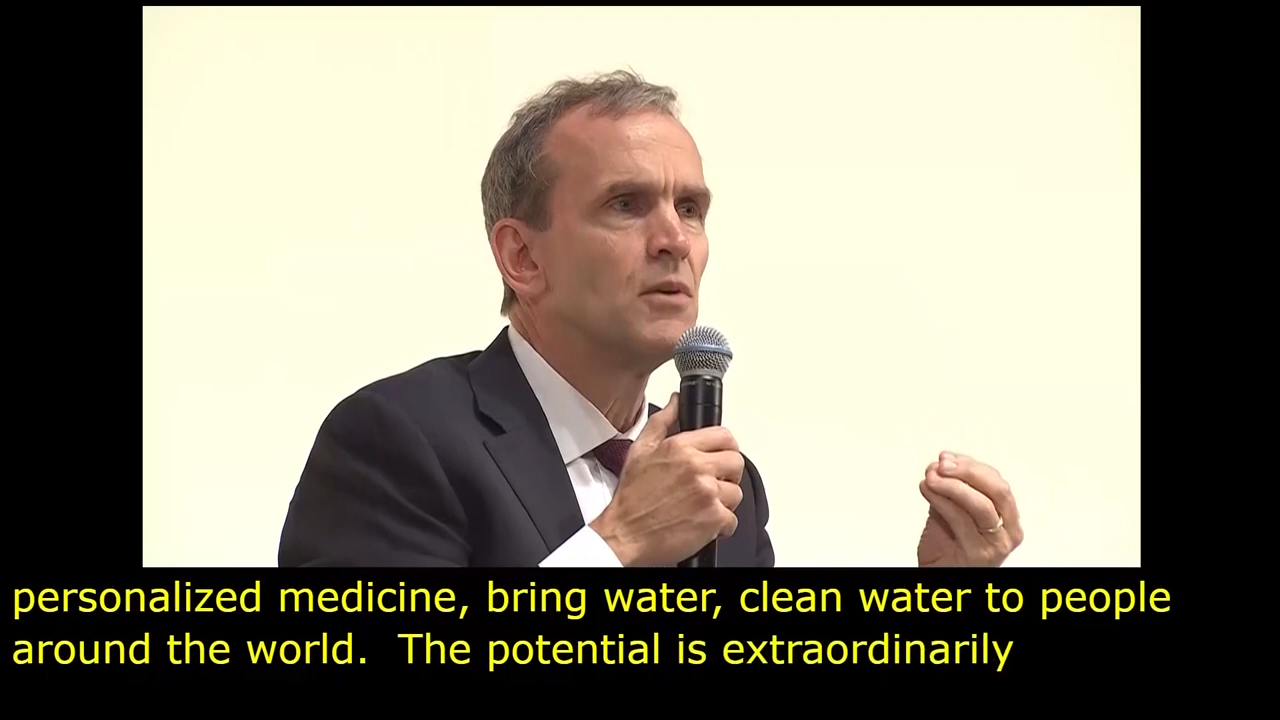 personalized medicine, bring water, clean water to people
around the world.  The potential is extraordinarily